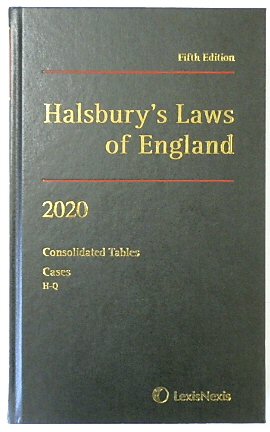 Fifth Edition
Halsbury's Laws
of England
2020
Consolidated Tables
Cases
H-Q
LexisNexis